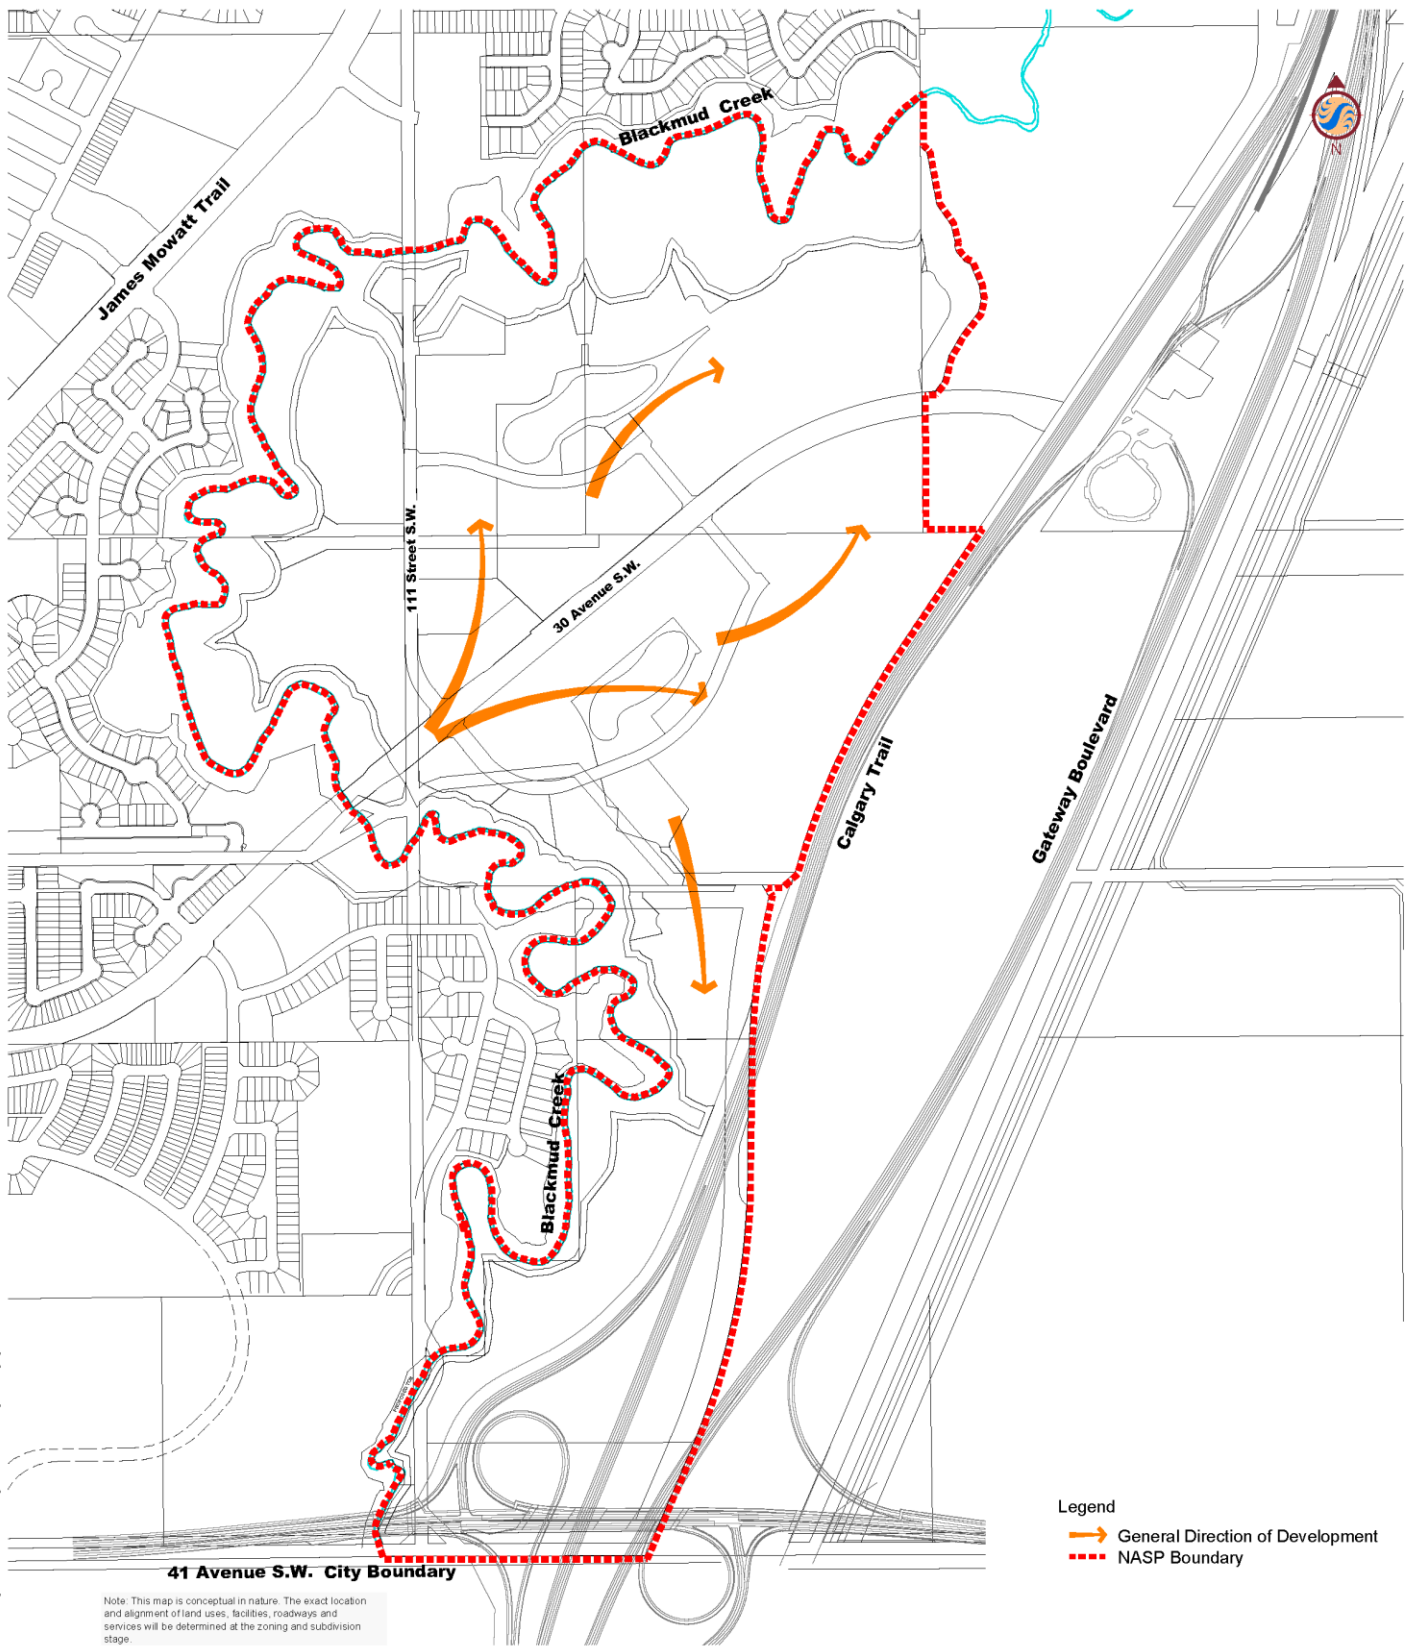 Blackmud Creek
N
James Mowatt Trail
111 Street S.W.
30 Avenue S.W.
Calgary Trail
Gateway Boulevard
Blackmud Creek
Legend
General Direction of Development
NASP Boundary
41 Avenue S.W. City Boundary
Note: This map is conceptual in nature. The exact location
and alignment of land uses, facilities, roadways and
services will be determined at the zoning and subdivision
stage.